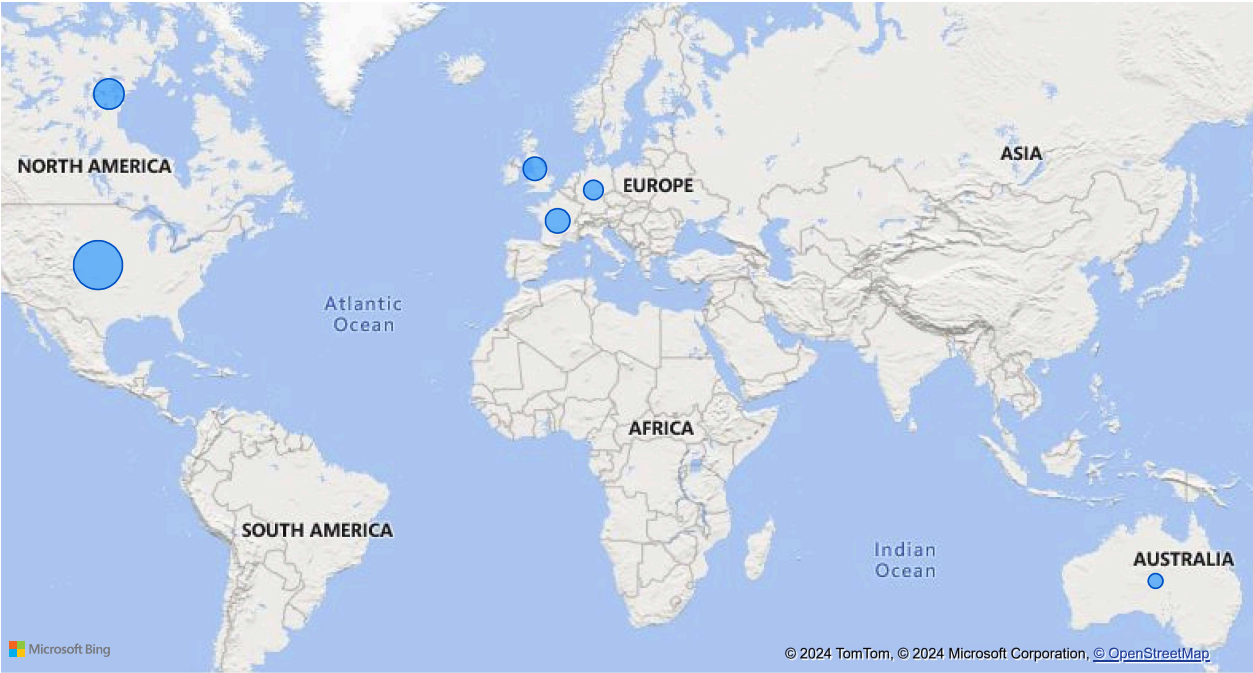 NORTH AMERICA
ASIA
EUROPE
Atlantic
Ocean
AFRICA
SOUTH AMERICA
Indian
Ocean
AUSTRALIA
Microsoft Bing
© 2024 TomTom, © 2024 Microsoft Corporation, © OpenStreetMap